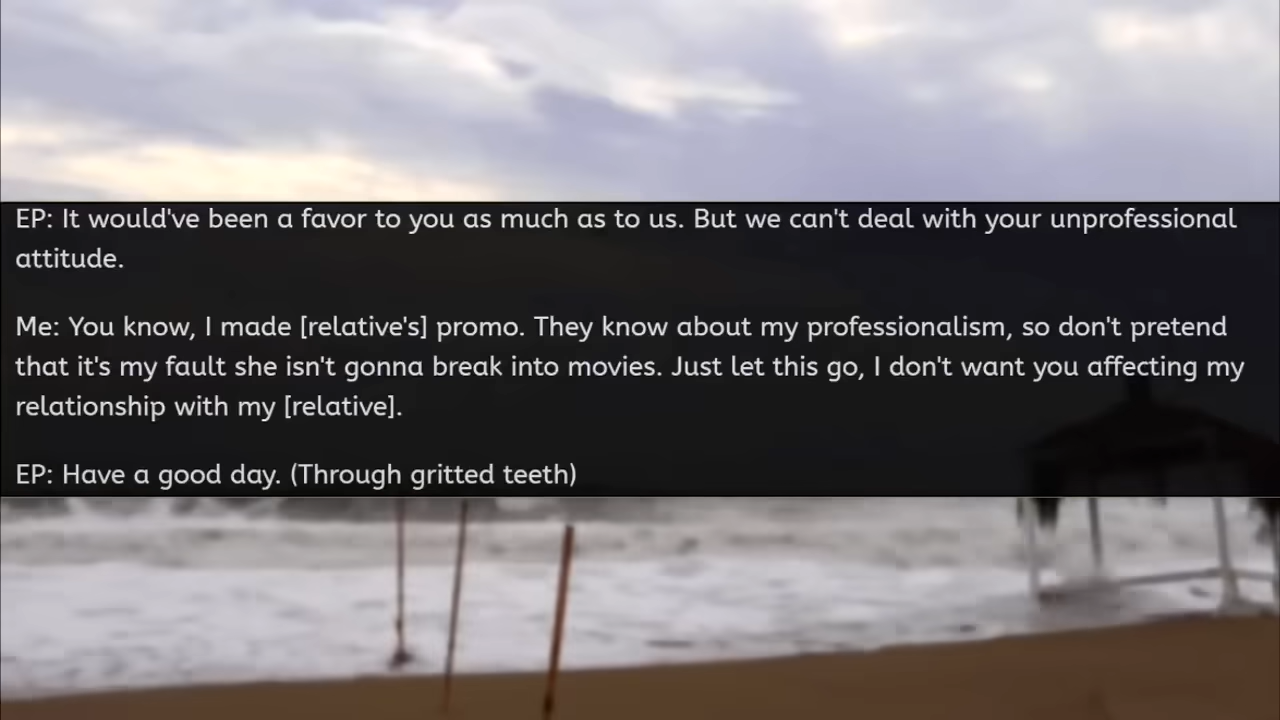 EP: It would've been a favor to you as much as to us. But we can't deal with your unprofessional
attitude.
Me: You know, I made [relative's] promo. They know about my professionalism, so don't pretend
that it's my fault she isn't gonna break into movies. Just let this go, I don't want you affecting my
relationship with my [relative].
EP: Have a good day. (Through gritted teeth)